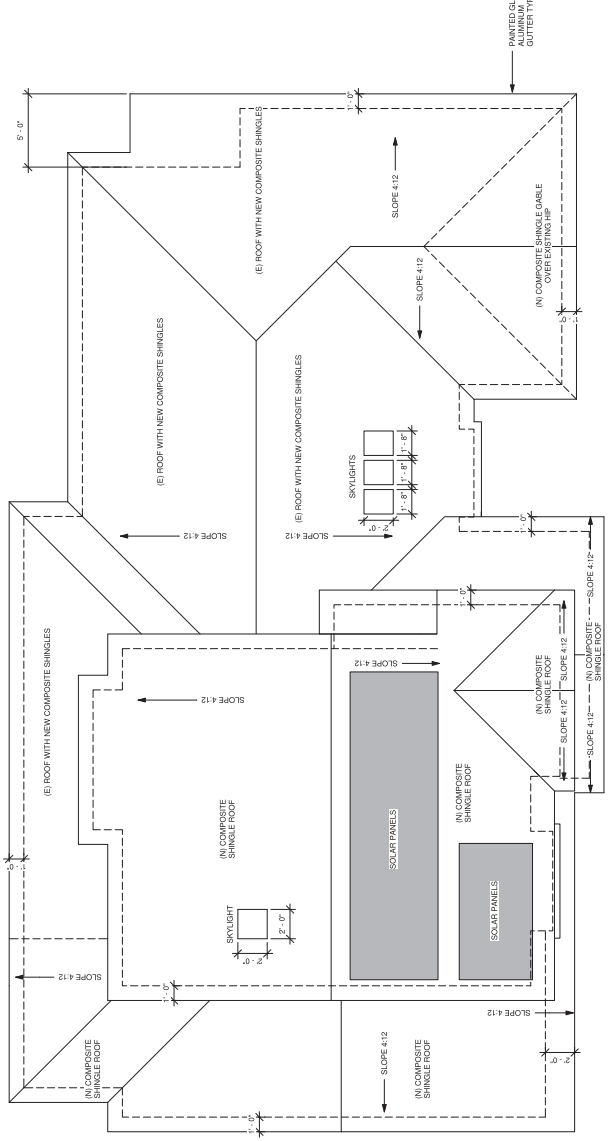 5' - 0"
PAINTED GL
ALUMINUM
GUTTER TYP
1' - 0"
(E) ROOF WITH NEW COMPOSITE SHINGLES
SLOPE 4:12
(N) COMPOSITE SHINGLE GABLE
OVER EXISTING HIP
1' - 0"
SLOPE 4:12
(E) ROOF WITH NEW COMPOSITE SHINGLES
(E) ROOF WITH NEW COMPOSITE SHINGLES
SKYLIGHTS
1' - 8"
1' - 8"
1' - 8"
2' - 0"
SLOPE 4:12
SLOPE 4:12
1' - 0"
SLOPE 4:12
(N) COMPOSITE
SHINGLE ROOF
SLOPE 4:12
1' - 0"
SLOPE 4:12
(N) COMPOSITE
SHINGLE ROOF
SLOPE 4:12
SLOPE 4:12
SLOPE 4:12
(E) ROOF WITH NEW COMPOSITE SHINGLES
1' - 0"
(N) COMPOSITE
SHINGLE ROOF
(N) COMPOSITE
SHINGLE ROOF
SOLAR PANELS
SOLAR PANELS
SKYLIGHT
2' - 0"
2' - 0"
SLOPE 4:12
1' - 0"
SLOPE 4:12
2' - 0"
SLOPE 4:12
(N) COMPOSITE
SHINGLE ROOF
(N) COMPOSITE
SHINGLE ROOF
1' - 0"